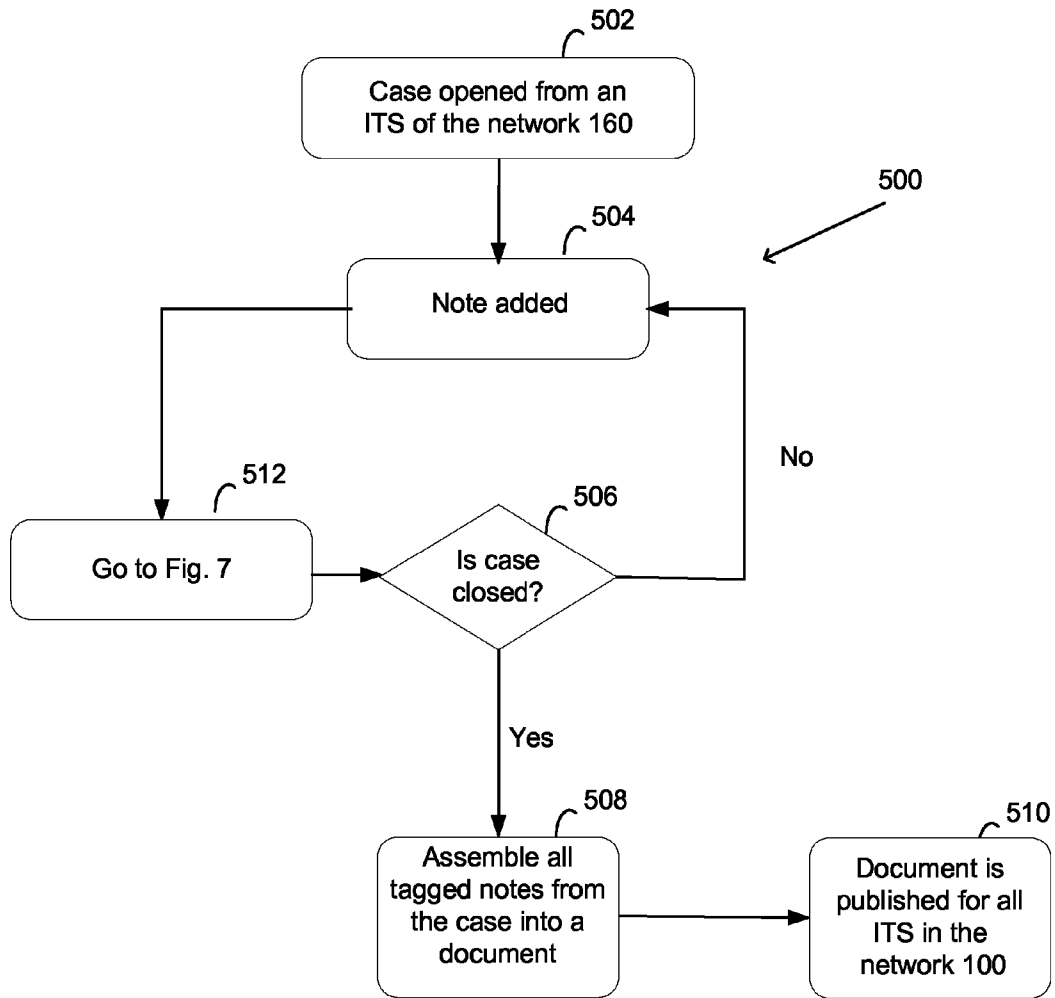 502
Case opened from an
ITS of the network 160
500
504
Note added
No
512
Go to Fig. 7
506
Is case
closed?
Yes
508
Assemble all
tagged notes from
the case into a
document
510
Document is
published for all
ITS in the
network 100